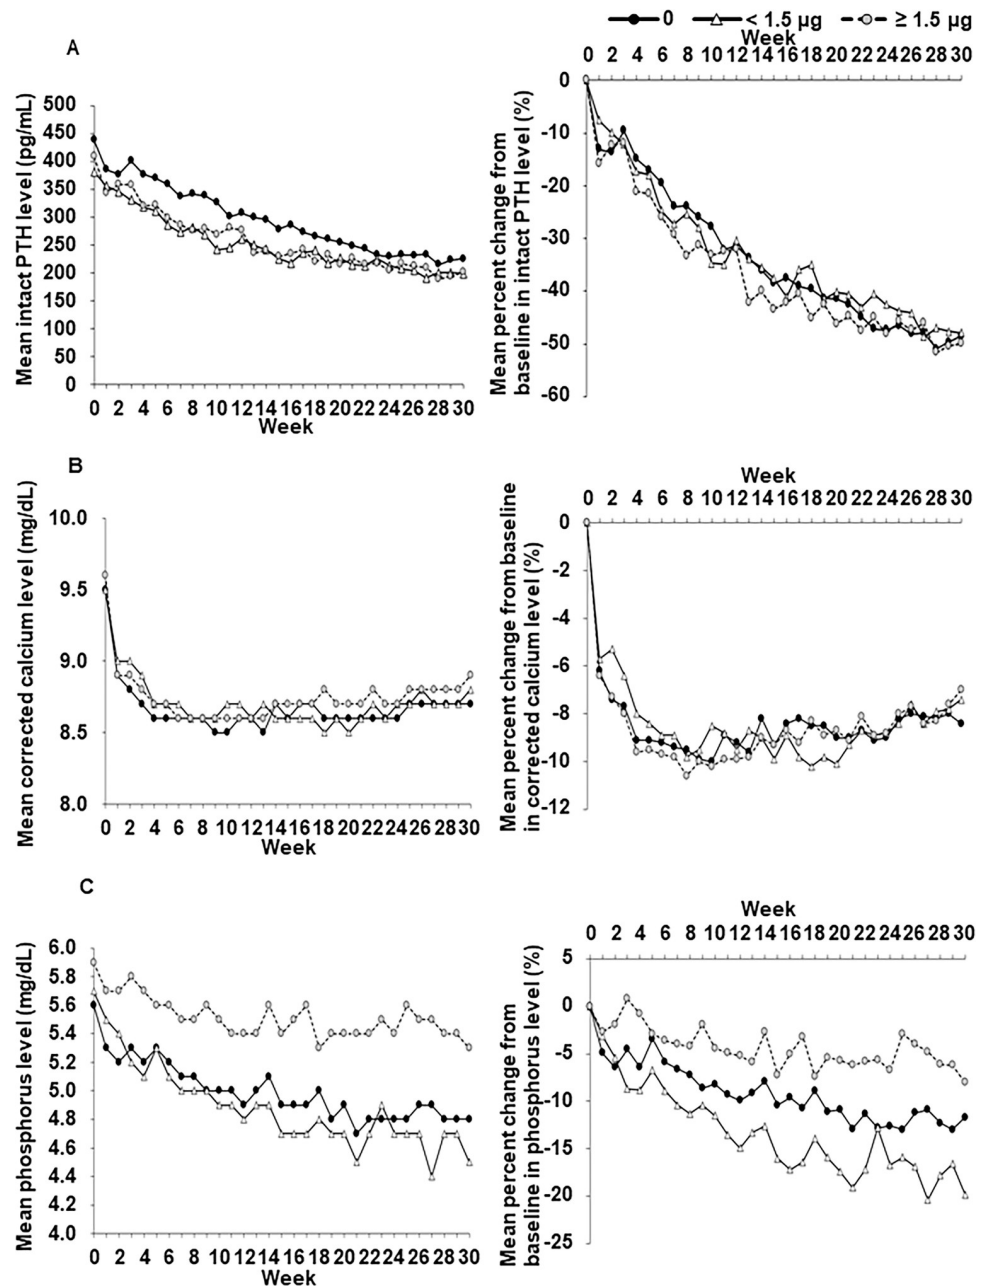 0 < 1.5 µg ≥ 1.5 µg
A
Week
0 2 4 6 8 10 12 14 16 18 20 22 24 26 28 30
Mean intact PTH level (pg/mL)
500
450
400
350
300
250
200
150
100
50
0
0 2 4 6 8 10 12 14 16 18 20 22 24 26 28 30
Week
Mean percent change from
baseline in intact PTH level (%)
0
-10
-20
-30
-40
-50
-60
B
Mean corrected calcium level (mg/dL)
10.0
9.5
9.0
8.5
8.0
0 2 4 6 8 10 12 14 16 18 20 22 24 26 28 30
Week
Week
0 2 4 6 8 10 12 14 16 18 20 22 24 26 28 30
Mean percent change from baseline
in corrected calcium level (%)
0
-2
-4
-6
-8
-10
-12
C
Mean phosphorus level (mg/dL)
6.0
5.8
5.6
5.4
5.2
5.0
4.8
4.6
4.4
4.2
4.0
0 2 4 6 8 10 12 14 16 18 20 22 24 26 28 30
Week
Week
0 2 4 6 8 10 12 14 16 18 20 22 24 26 28 30
Mean percent change from
baseline in phosphorus level (%)
5
0
-5
-10
-15
-20
-25